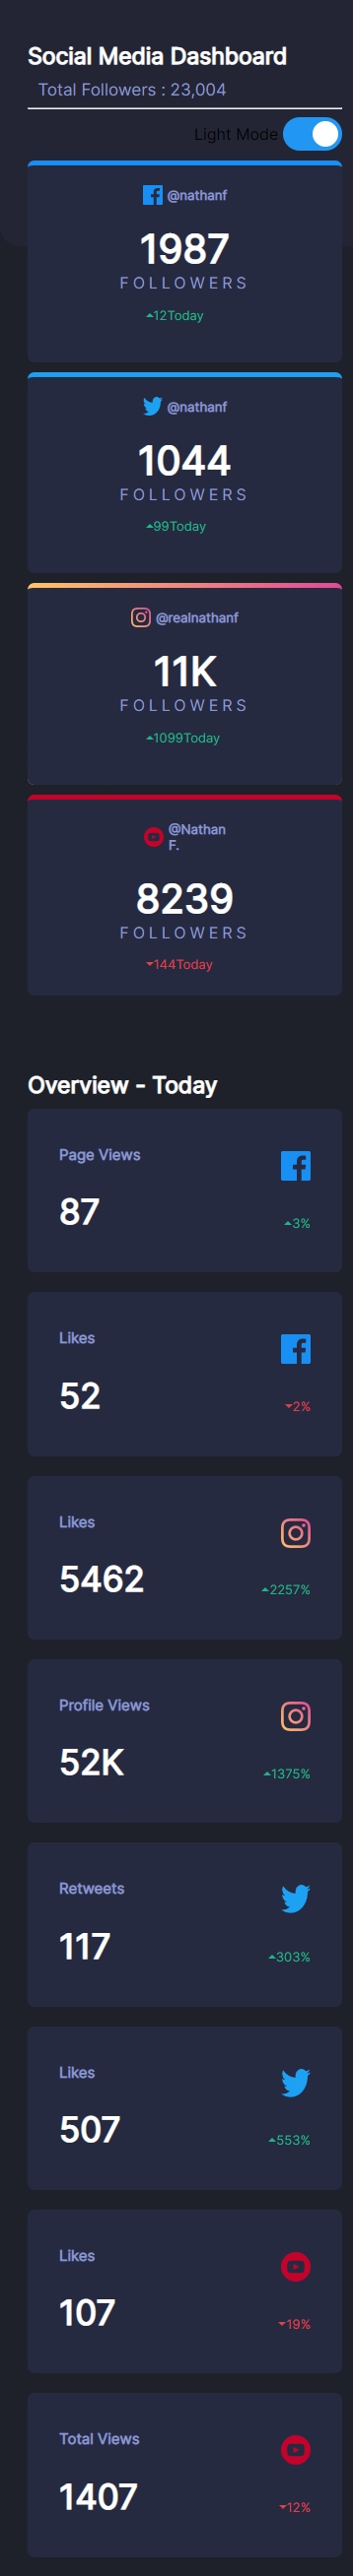 Social Media Dashboard
Total Followers : 23,004
Light Mode
@nathanf
1987
FOLLOWERS
12Today
@nathanf
1044
FOLLOWERS
99Today
@realnathanf
11K
FOLLOWERS
1099Today
@Nathan
F.
8239
FOLLOWERS
144Today
Overview - Today
Page Views
87
3%
Likes
52
2%
Likes
5462
2257%
Profile Views
52K
1375%
Retweets
117
303%
Likes
507
553%
Likes
107
19%
Total Views
1407
12%